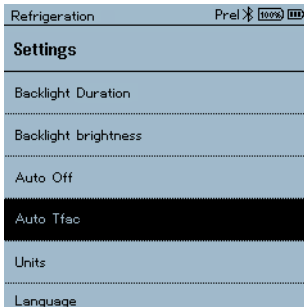 Refrigeration Prel 100%
Settings
Backlight Duration
Backlight brightness
Auto Off
Auto Tfac
Units
Language